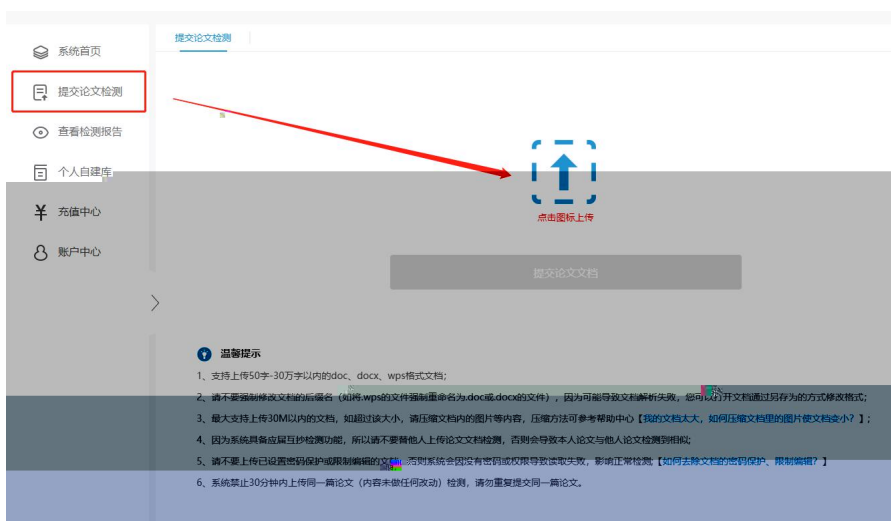 提交论文检测
系统首页
提交论文检测
查看检测报告
个人自建库
充值中心
账户中心
点击图标上传
提交论文文档
温馨提示
1、支持上传50字-30万字以内的doc、docx、wps格式文档;
2、请不要强制修改文档的后缀名（如将.wps的文件强制重命名为.doc或.docx的文件），因为可能导致文档解析失败，您可以打开文档通过另存为的方式修改格式;
3、最大支持上传30M以内的文档，如超过该大小，请压缩文档内的图片等内容，压缩方法可参考帮助中心【我的文档太大，如何压缩文档里的图片使文档变小？】;
4、因为系统具备应届互抄检测功能，所以请不要替他人上传论文文档检测，否则会导致本人论文与他人论文检测到相似;
5、请不要上传已设置密码保护或限制编辑的文档，否则系统会因没有密码或权限导致读取失败，影响正常检测;【如何去除文档的密码保护、限制编辑？】
6、系统禁止30分钟内上传同一篇论文（内容未做任何改动）检测，请勿重复提交同一篇论文。